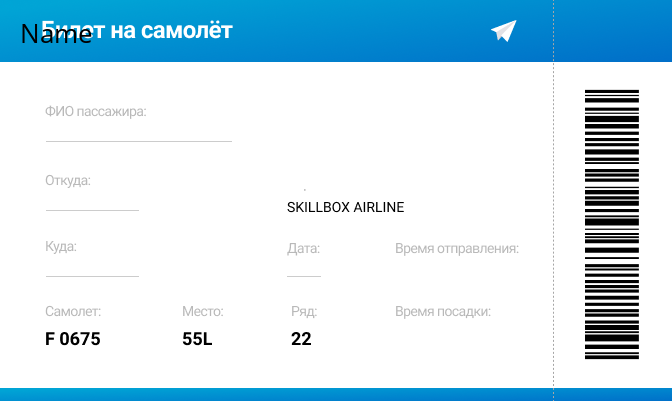 Билет на самолёт
Name
ФИО пассажира:
Откуда:
SKILLBOX AIRLINE
Куда:
Дата:
Время отправления:
Самолет:
Место:
Ряд:
Время посадки:
F 0675
55L
22